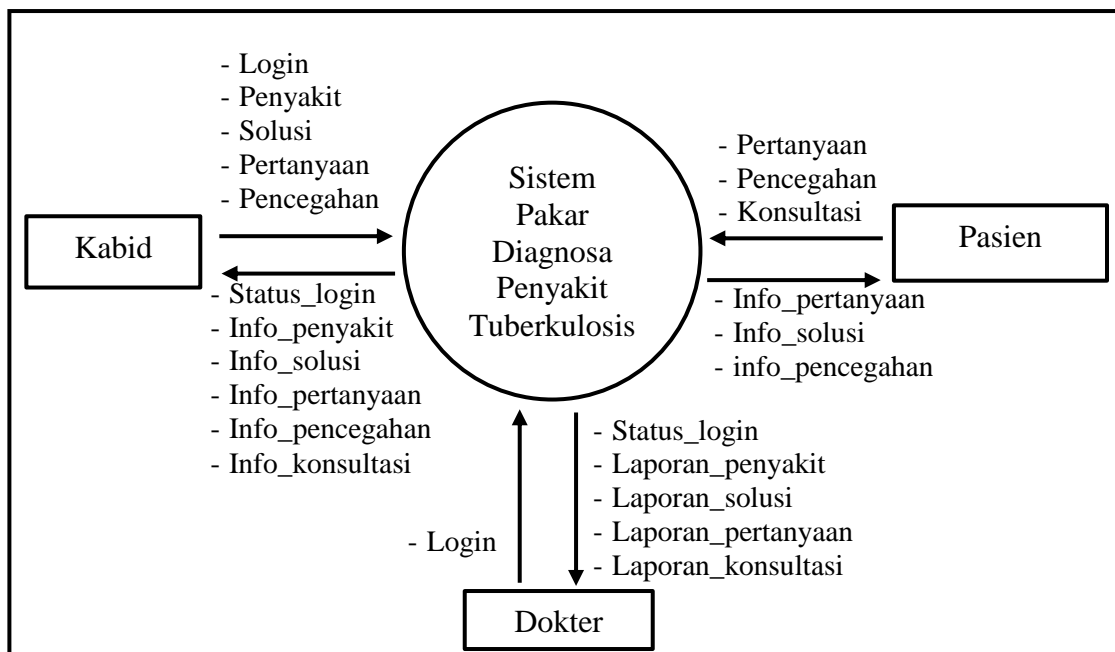 - Login
- Penyakit
- Solusi
- Pertanyaan
- Pencegahan
Kabid
- Status_login
- Info_penyakit
- Info_solusi
- Info_pertanyaan
- Info_pencegahan
- Info_konsultasi
Sistem
Pakar
Diagnosa
Penyakit
Tuberkulosis
- Pertanyaan
- Pencegahan
- Konsultasi
Pasien
- Info_pertanyaan
- Info_solusi
- info_pencegahan
- Login
- Status_login
- Laporan_penyakit
- Laporan_solusi
- Laporan_pertanyaan
- Laporan_konsultasi
Dokter